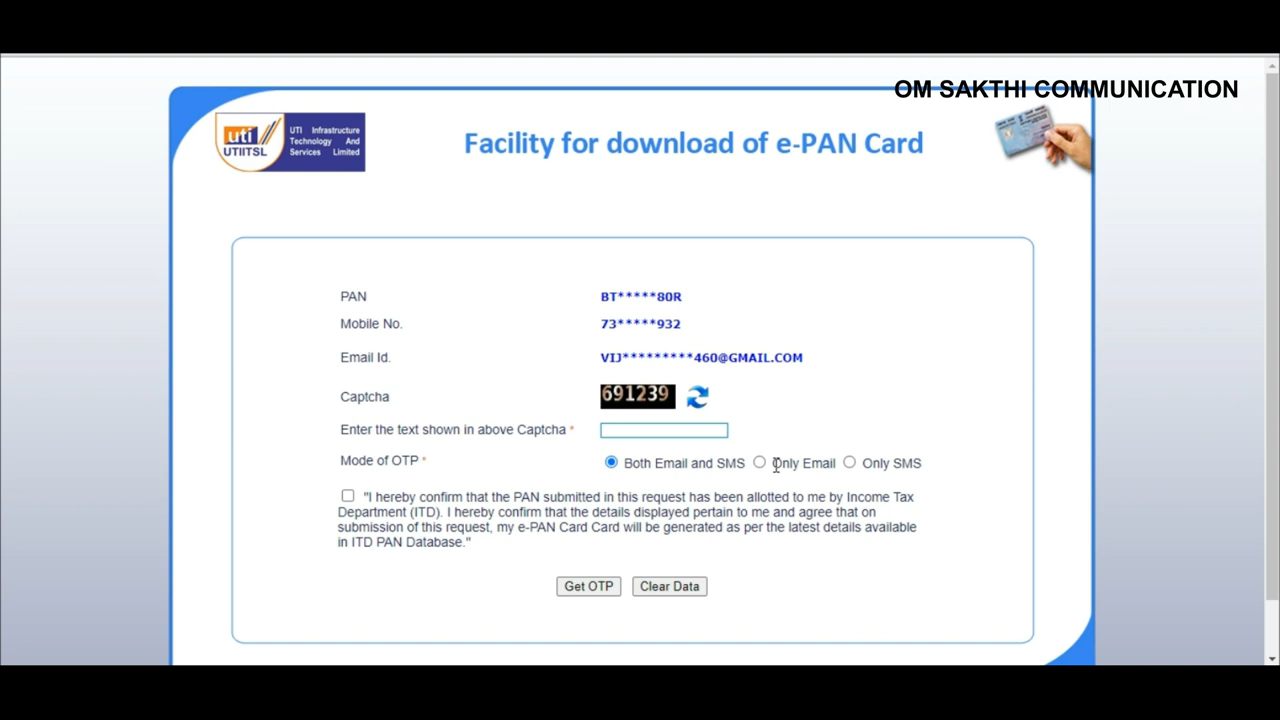 OM SAKTHI COMMUNICATION
uti
UTIITSL
UTI Infrastructure
Technology And
Services Limited
Facility for download of e-PAN Card
PAN BT*****80R
Mobile No. 73*****932
Email Id. VIJ*********460@GMAIL.COM
Captcha 691239
Enter the text shown in above Captcha *
Mode of OTP * Both Email and SMS Only Email Only SMS
"I hereby confirm that the PAN submitted in this request has been allotted to me by Income Tax
Department (ITD). I hereby confirm that the details displayed pertain to me and agree that on
submission of this request, my e-PAN Card Card will be generated as per the latest details available
in ITD PAN Database."
Get OTP Clear Data